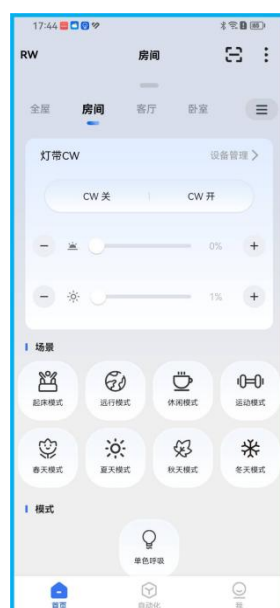 17:44
RW 房间
全屋 房间 客厅 卧室
灯带CW 设备管理 >
CW 关 CW 开
− 0% +
− 1% +
场景
起床模式 远行模式 休闲模式 运动模式
春天模式 夏天模式 秋天模式 冬天模式
模式
单色呼吸
首页 自动化 我